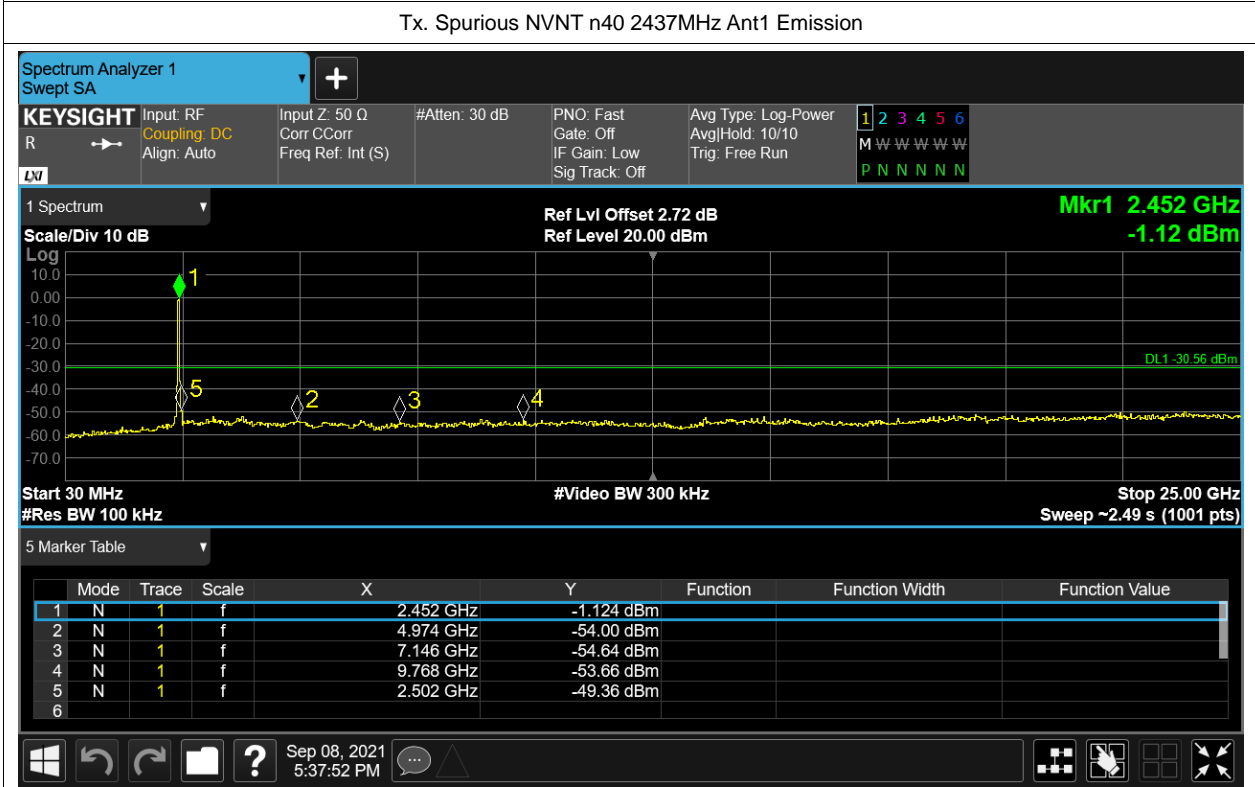 Tx. Spurious NVNT n40 2437MHz Ant1 Emission
Spectrum Analyzer 1
Swept SA
KEYSIGHT
R
LXI
Input: RF
Coupling: DC
Align: Auto
Input Z: 50 Ω
Corr CCorr
Freq Ref: Int (S)
#Atten: 30 dB
PNO: Fast
Gate: Off
IF Gain: Low
Sig Track: Off
Avg Type: Log-Power
Avg|Hold: 10/10
Trig: Free Run
1 2 3 4 5 6
M W W W W W
P N N N N N
1 Spectrum
Scale/Div 10 dB
Log
Ref Lvl Offset 2.72 dB
Ref Level 20.00 dBm
Mkr1 2.452 GHz
-1.12 dBm
10.0
0.00
-10.0
-20.0
-30.0
-40.0
-50.0
-60.0
-70.0
1
5
2
3
4
DL1 -30.56 dBm
Start 30 MHz
#Video BW 300 kHz
Stop 25.00 GHz
#Res BW 100 kHz
Sweep ~2.49 s (1001 pts)
5 Marker Table
Mode Trace Scale X Y Function Function Width Function Value
1 N 1 f 2.452 GHz -1.124 dBm
2 N 1 f 4.974 GHz -54.00 dBm
3 N 1 f 7.146 GHz -54.64 dBm
4 N 1 f 9.768 GHz -53.66 dBm
5 N 1 f 2.502 GHz -49.36 dBm
6
?
Sep 08, 2021
5:37:52 PM